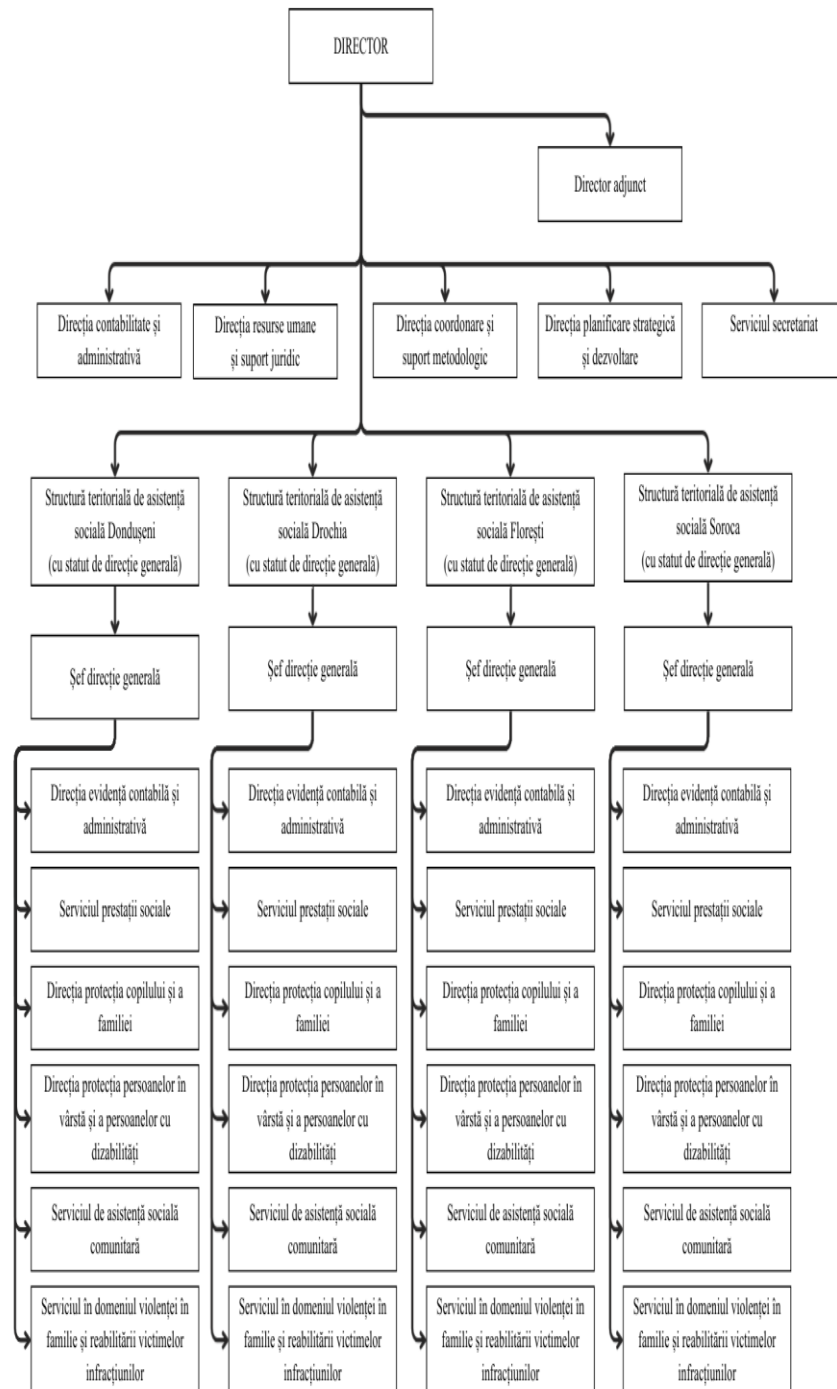 DIRECTOR
Director adjunct
Direcția contabilitate și
administrativă
Direcția resurse umane
și suport juridic
Direcția coordonare și
suport metodologic
Direcția planificare strategică
și dezvoltare
Serviciul secretariat
Structură teritorială de asistență
socială Dondușeni
(cu statut de direcție generală)
Structură teritorială de asistență
socială Drochia
(cu statut de direcție generală)
Structură teritorială de asistență
socială Florești
(cu statut de direcție generală)
Structură teritorială de asistență
socială Soroca
(cu statut de direcție generală)
Șef direcție generală
Șef direcție generală
Șef direcție generală
Șef direcție generală
Direcția evidență contabilă și
administrativă
Direcția evidență contabilă și
administrativă
Direcția evidență contabilă și
administrativă
Direcția evidență contabilă și
administrativă
Serviciul prestații sociale
Serviciul prestații sociale
Serviciul prestații sociale
Serviciul prestații sociale
Direcția protecția copilului și a
familiei
Direcția protecția copilului și a
familiei
Direcția protecția copilului și a
familiei
Direcția protecția copilului și a
familiei
Direcția protecția persoanelor în
vârstă și a persoanelor cu
dizabilități
Direcția protecția persoanelor în
vârstă și a persoanelor cu
dizabilități
Direcția protecția persoanelor în
vârstă și a persoanelor cu
dizabilități
Direcția protecția persoanelor în
vârstă și a persoanelor cu
dizabilități
Serviciul de asistență socială
comunitară
Serviciul de asistență socială
comunitară
Serviciul de asistență socială
comunitară
Serviciul de asistență socială
comunitară
Serviciul în domeniul violenței în
familie și reabilitării victimelor
infracțiunilor
Serviciul în domeniul violenței în
familie și reabilitării victimelor
infracțiunilor
Serviciul în domeniul violenței în
familie și reabilitării victimelor
infracțiunilor
Serviciul în domeniul violenței în
familie și reabilitării victimelor
infracțiunilor